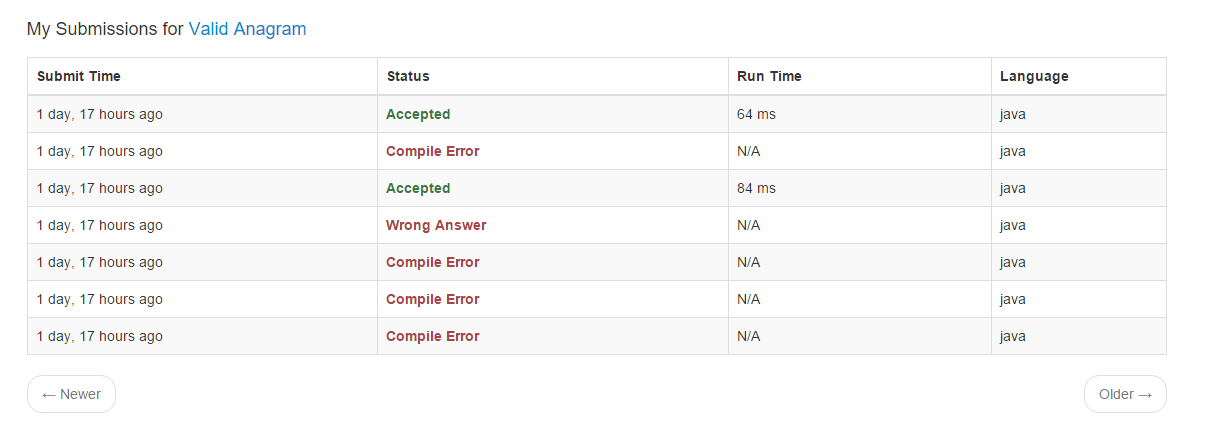 My Submissions for Valid Anagram
Submit Time Status Run Time Language
1 day, 17 hours ago Accepted 64 ms java
1 day, 17 hours ago Compile Error N/A java
1 day, 17 hours ago Accepted 84 ms java
1 day, 17 hours ago Wrong Answer N/A java
1 day, 17 hours ago Compile Error N/A java
1 day, 17 hours ago Compile Error N/A java
1 day, 17 hours ago Compile Error N/A java
← Newer Older →